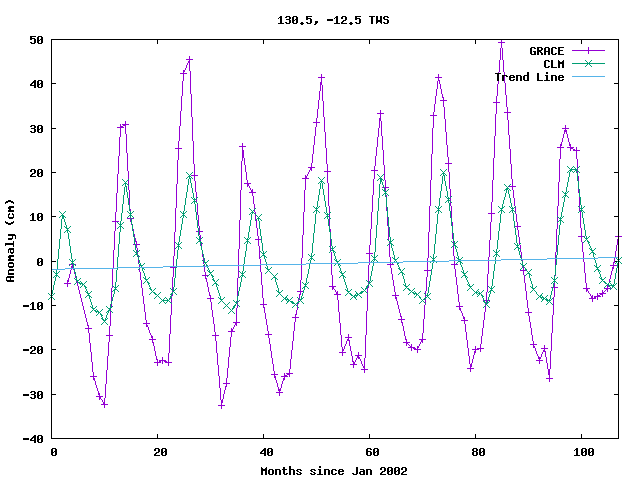 130.5, -12.5 TWS
GRACE
CLM
Trend Line
50
40
30
20
10
0
-10
-20
-30
-40
Anomaly (cm)
0 20 40 60 80 100
Months since Jan 2002